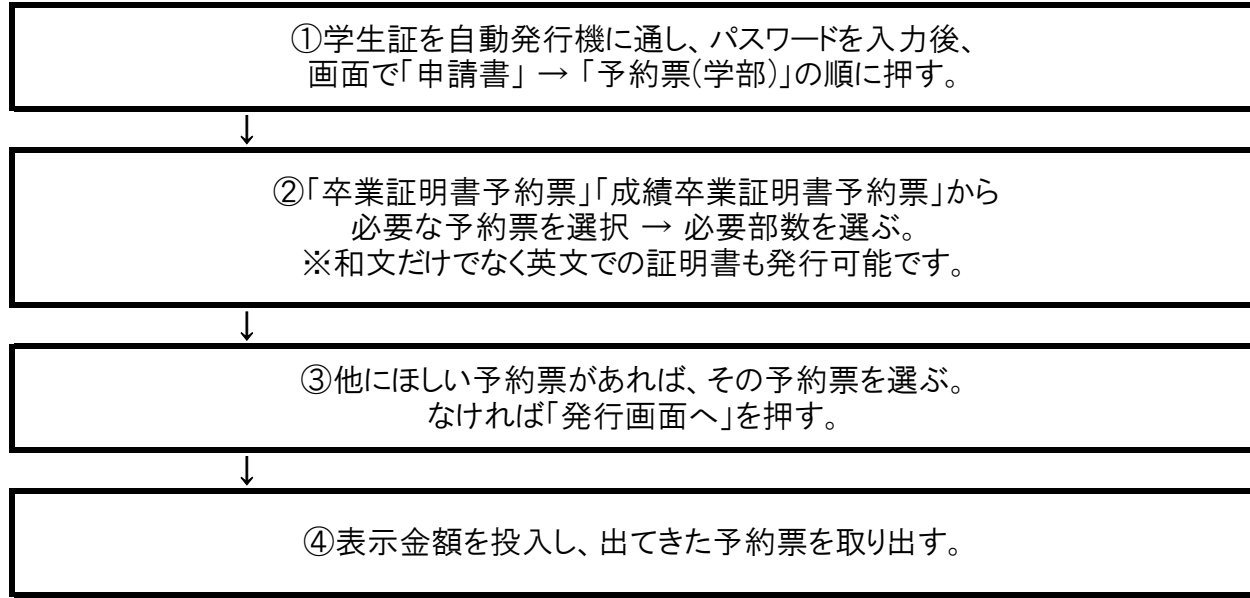 ①学生証を自動発行機に通し、パスワードを入力後、
画面で「申請書」 → 「予約票(学部)」の順に押す。
↓
②「卒業証明書予約票」「成績卒業証明書予約票」から
必要な予約票を選択 → 必要部数を選ぶ。
※和文だけでなく英文での証明書も発行可能です。
↓
③他にほしい予約票があれば、その予約票を選ぶ。
なければ「発行画面へ」を押す。
↓
④表示金額を投入し、出てきた予約票を取り出す。